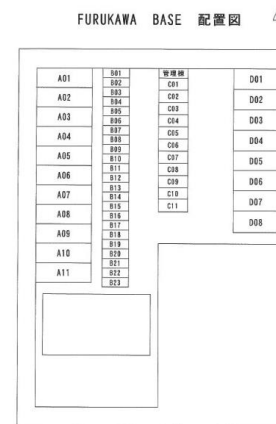 FURUKAWA BASE 配置図
A01
A02
A03
A04
A05
A06
A07
A08
A09
A10
A11
B01
B02
B03
B04
B05
B06
B07
B08
B09
B10
B11
B12
B13
B14
B15
B16
B17
B18
B19
B20
B21
B22
B23
管理棟
C01
C02
C03
C04
C05
C06
C07
C08
C09
C10
C11
D01
D02
D03
D04
D05
D06
D07
D08